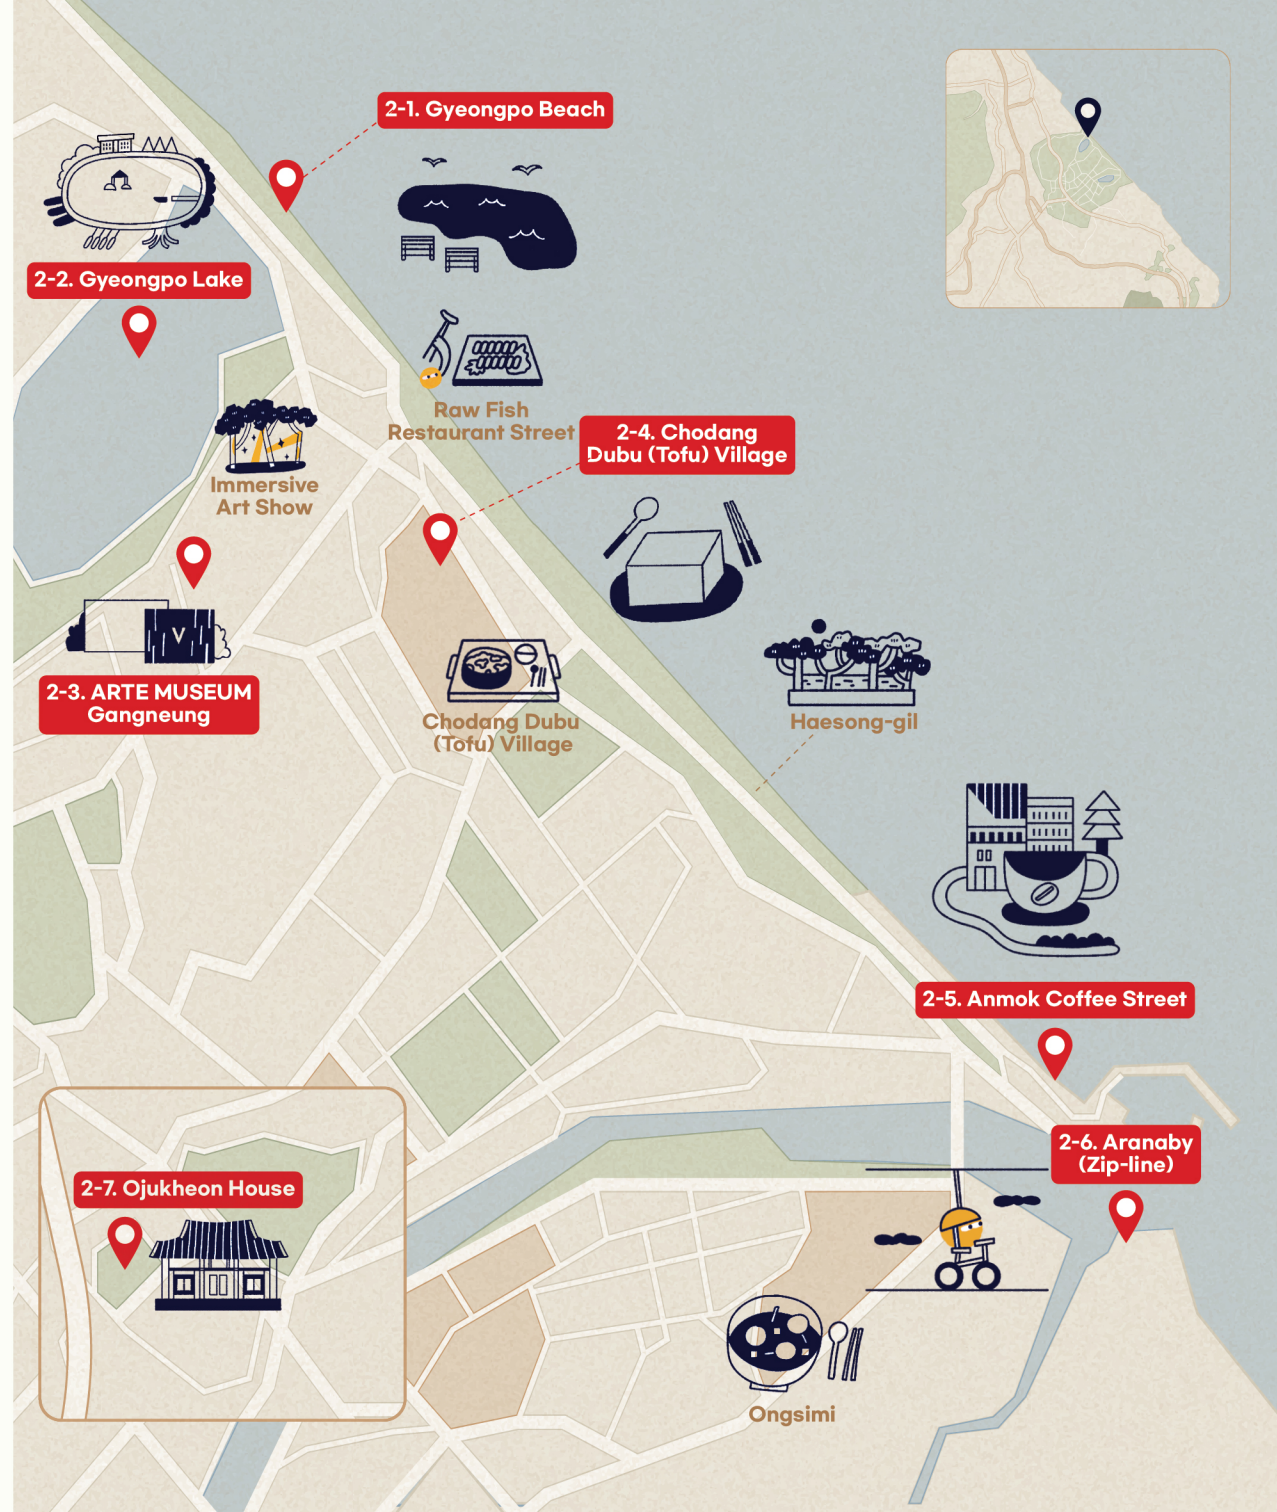 2-1. Gyeongpo Beach
2-2. Gyeongpo Lake
Raw Fish
Restaurant Street
2-4. Chodang
Dubu (Tofu) Village
Immersive
Art Show
V
2-3. ARTE MUSEUM
Gangneung
Chodang Dubu
(Tofu) Village
Haesong-gil
2-5. Anmok Coffee Street
2-6. Aranaby
(Zip-line)
2-7. Ojukheon House
Ongsimi